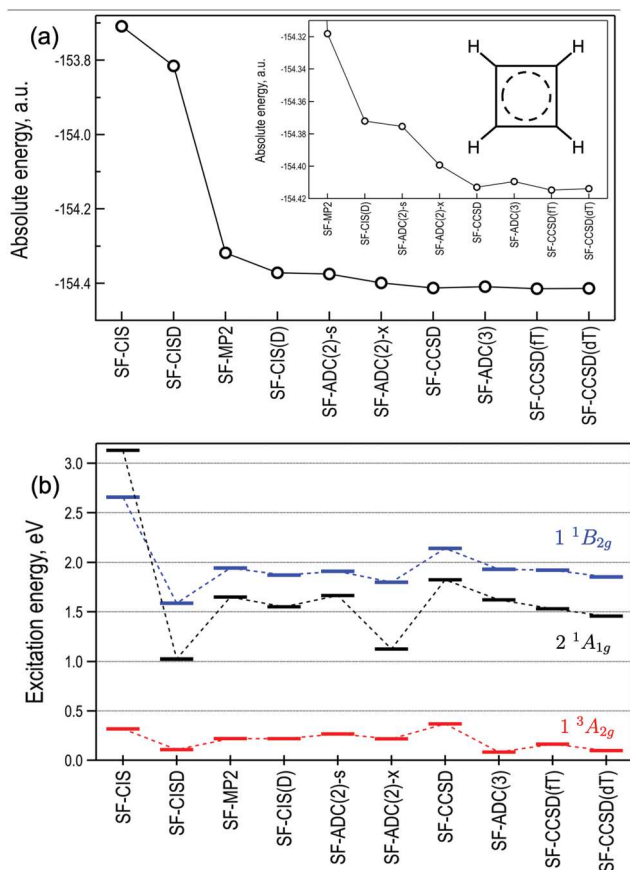 (a)
Absolute energy, a.u.
-153.8
-154.0
-154.2
-154.4
SF-CIS
SF-CISD
SF-MP2
SF-CIS(D)
SF-ADC(2)-s
SF-ADC(2)-x
SF-CCSD
SF-ADC(3)
SF-CCSD(fT)
SF-CCSD(dT)
Absolute energy, a.u.
-154.32
-154.34
-154.36
-154.38
-154.40
-154.42
SF-MP2
SF-CIS(D)
SF-ADC(2)-s
SF-ADC(2)-x
SF-CCSD
SF-ADC(3)
SF-CCSD(fT)
SF-CCSD(dT)
H H
H H
(b)
Excitation energy, eV
3.0
2.5
2.0
1.5
1.0
0.5
0.0
1 ¹B₂g
2 ¹A₁g
1 ³A₂g
SF-CIS
SF-CISD
SF-MP2
SF-CIS(D)
SF-ADC(2)-s
SF-ADC(2)-x
SF-CCSD
SF-ADC(3)
SF-CCSD(fT)
SF-CCSD(dT)